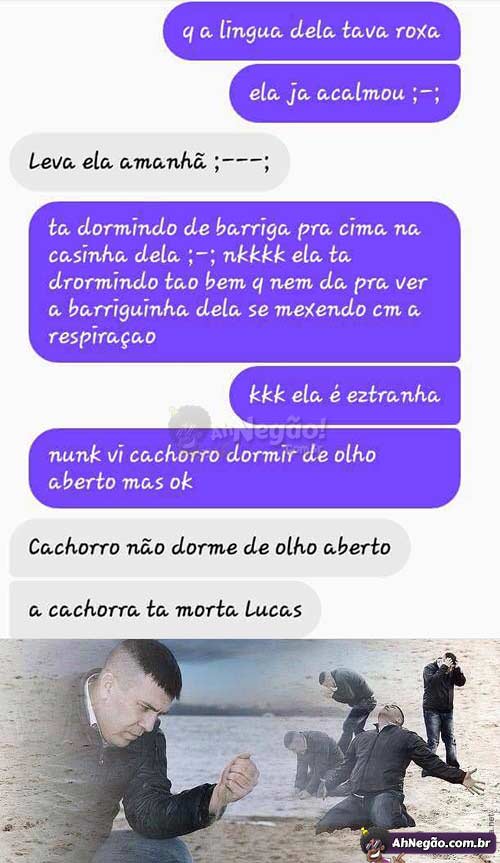 q a lingua dela tava roxa
ela ja acalmou ;-;
Leva ela amanhã ;---;
ta dormindo de barriga pra cima na
casinha dela ;-; nkkkk ela ta
drormindo tao bem q nem da pra ver
a barriguinha dela se mexendo cm a
respiraçao
kkk ela é eztranha
AhNegão!
nunk vi cachorro dormir de olho
aberto mas ok
Cachorro não dorme de olho aberto
a cachorra ta morta Lucas
AhNegão.com.br